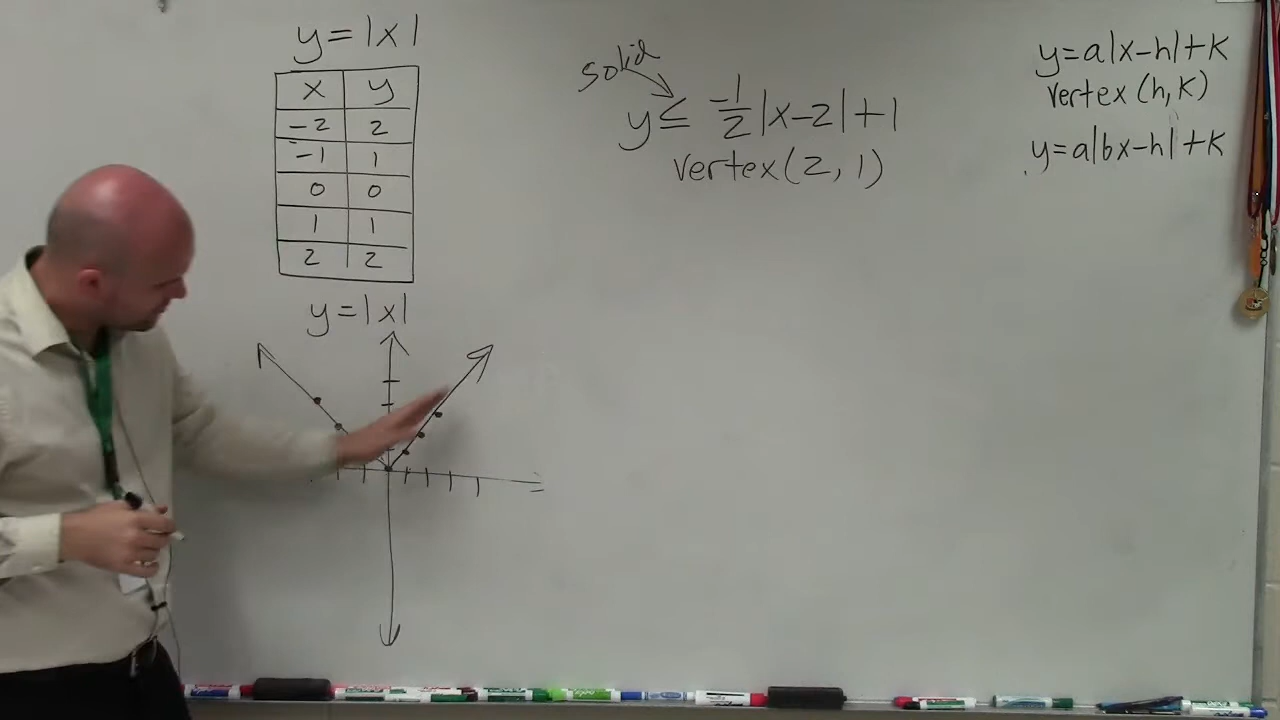 y=|x|
x y
-2 2
-1 1
0 0
1 1
2 2
y=|x|
solid
y≤ -1/2|x-2|+1
vertex(2,1)
y=a|x-h|+k
vertex(h,k)
y=a|bx-h|+k